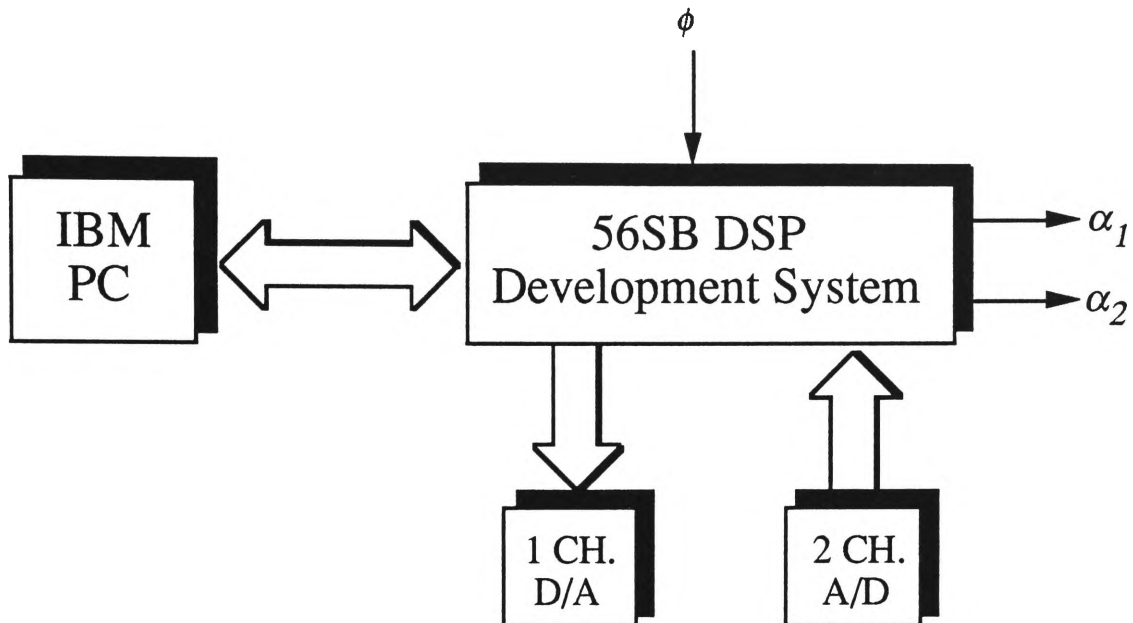 ϕ
IBM
PC
56SB DSP
Development System
α1
α2
1 CH.
D/A
2 CH.
A/D